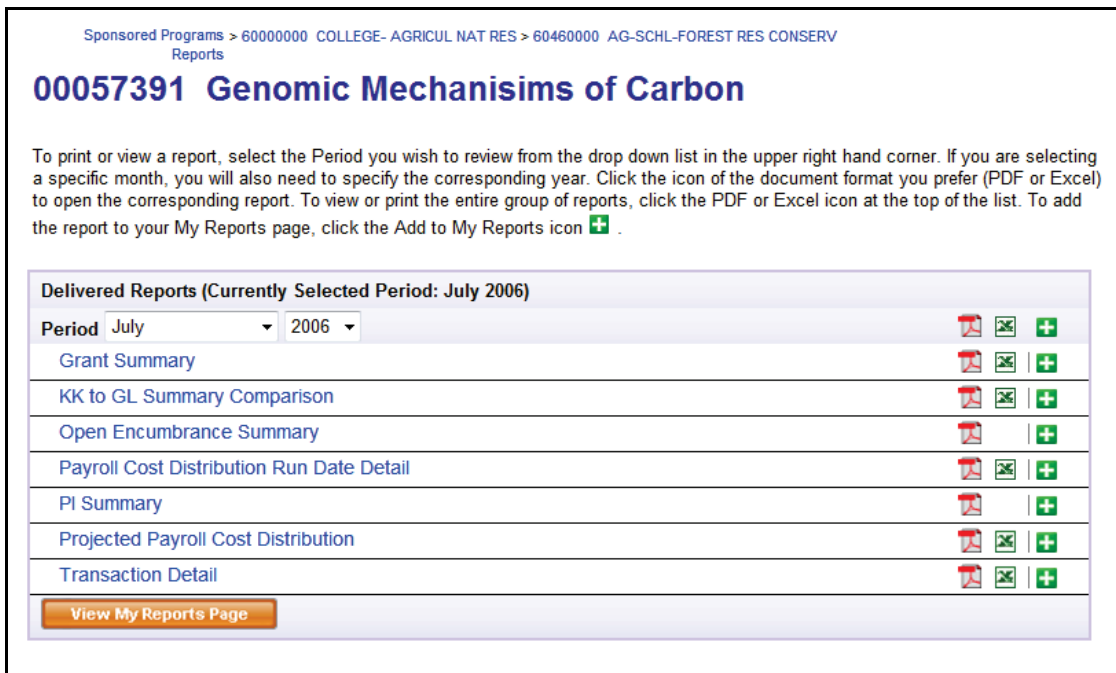 Sponsored Programs > 60000000 COLLEGE- AGRICUL NAT RES > 60460000 AG-SCHL-FOREST RES CONSERV
Reports
00057391 Genomic Mechanisims of Carbon
To print or view a report, select the Period you wish to review from the drop down list in the upper right hand corner. If you are selecting
a specific month, you will also need to specify the corresponding year. Click the icon of the document format you prefer (PDF or Excel)
to open the corresponding report. To view or print the entire group of reports, click the PDF or Excel icon at the top of the list. To add
the report to your My Reports page, click the Add to My Reports icon .
Delivered Reports (Currently Selected Period: July 2006)
Period July 2006
Grant Summary
KK to GL Summary Comparison
Open Encumbrance Summary
Payroll Cost Distribution Run Date Detail
PI Summary
Projected Payroll Cost Distribution
Transaction Detail
View My Reports Page